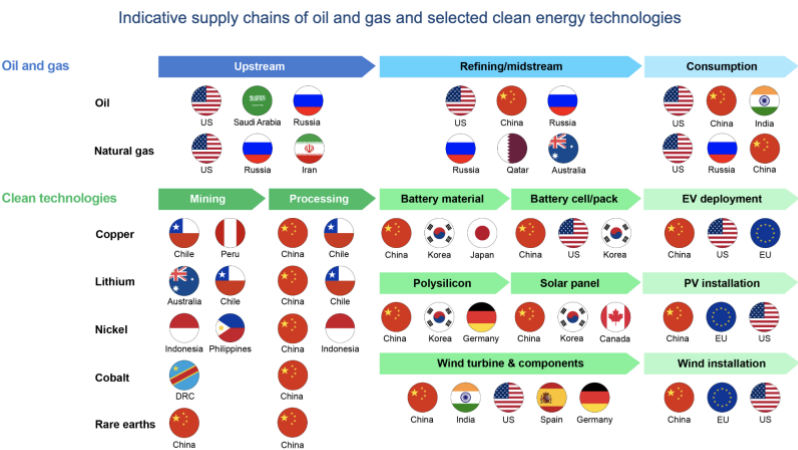 Indicative supply chains of oil and gas and selected clean energy technologies
Oil and gas Upstream Refining/midstream Consumption
Oil
US Saudi Arabia Russia US China Russia US China India
Natural gas
US Russia Iran Russia Qatar Australia US Russia China
Clean technologies Mining Processing Battery material Battery cell/pack EV deployment
Copper
Chile Peru China Chile China Korea Japan China US Korea China US EU
Lithium Polysilicon Solar panel PV installation
Australia Chile China Chile
Nickel
Indonesia Philippines China Indonesia China Korea Germany China Korea Canada China EU US
Wind turbine & components Wind installation
Cobalt
DRC China
China India US Spain Germany China EU US
Rare earths
China China